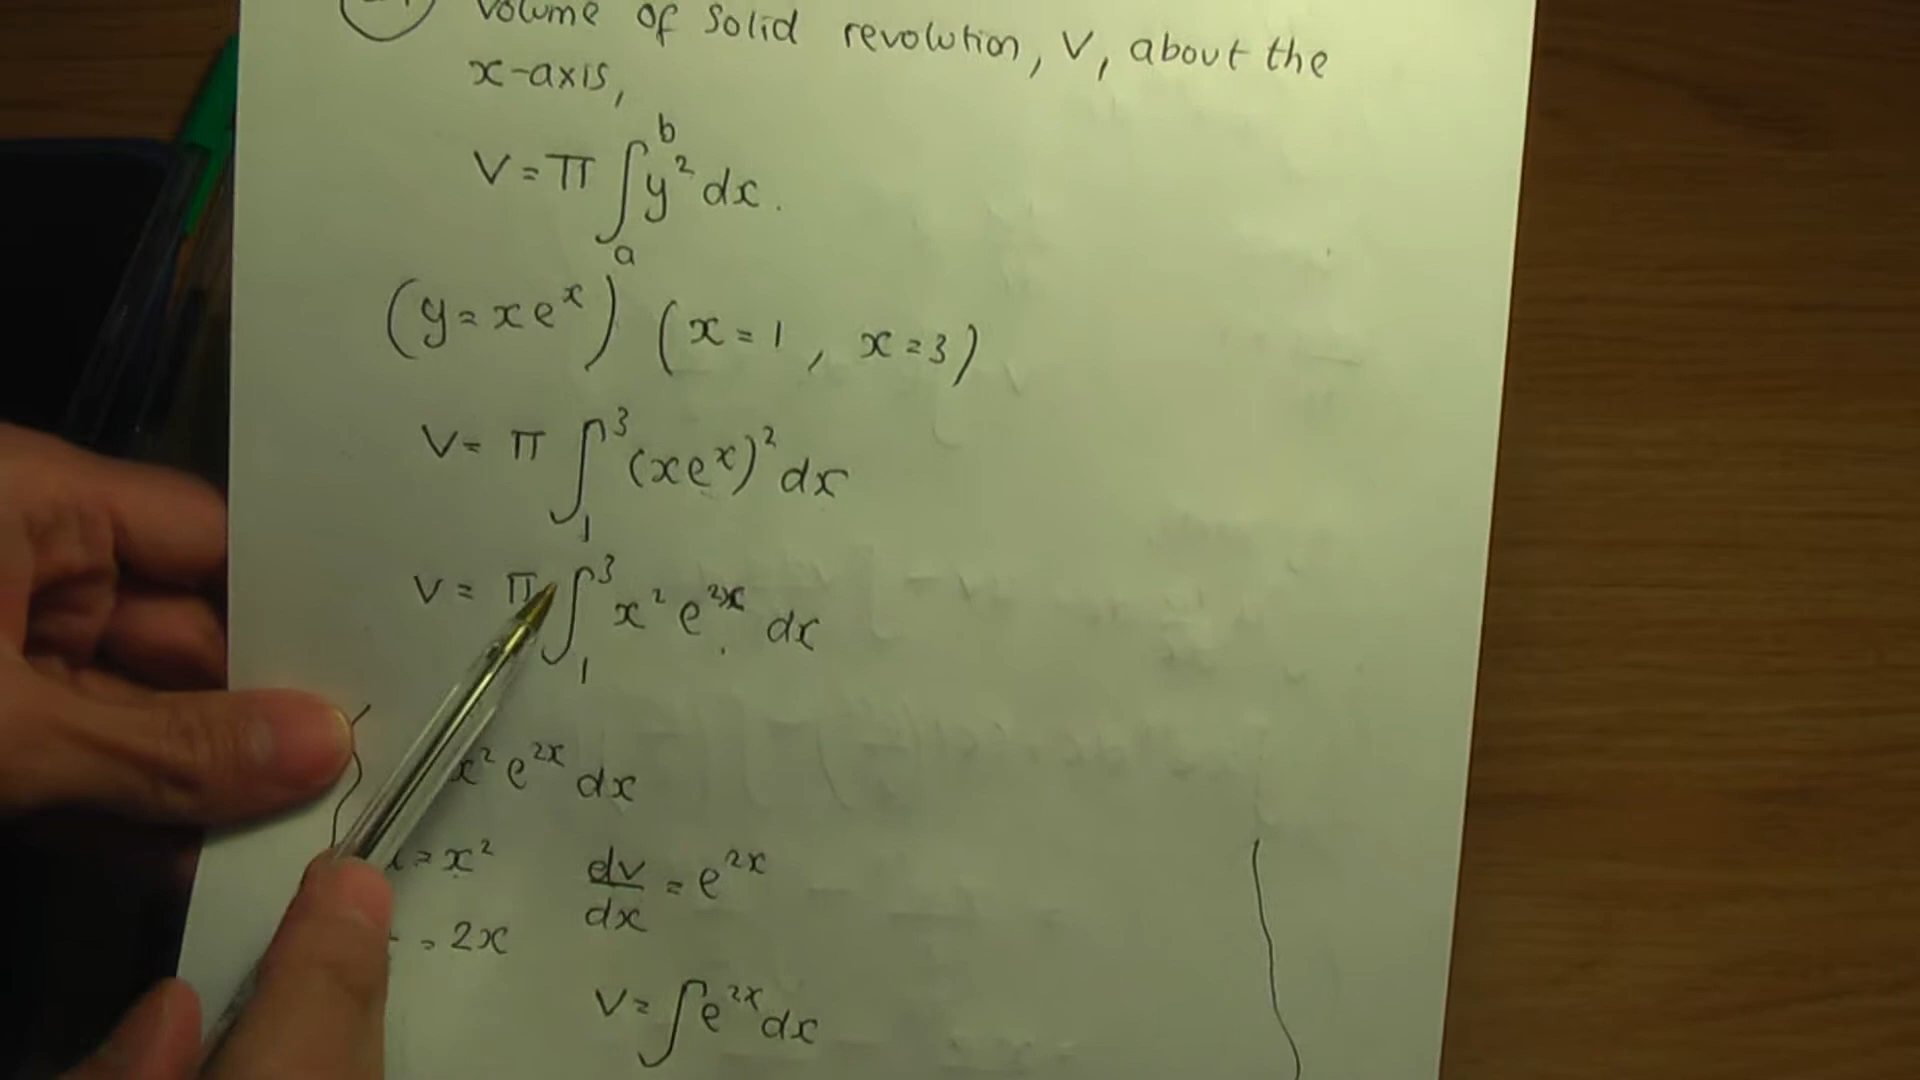 Volume of solid revolution, V, about the
x-axis,
V = π ∫_a^b y² dx.
(y = xe^x) (x = 1, x = 3)
V = π ∫_1^3 (xe^x)² dx
V = π ∫_1^3 x² e^{2x} dx
x² e^{2x} dx
= x² dv/dx = e^{2x}
= 2x
V = ∫ e^{2x} dx